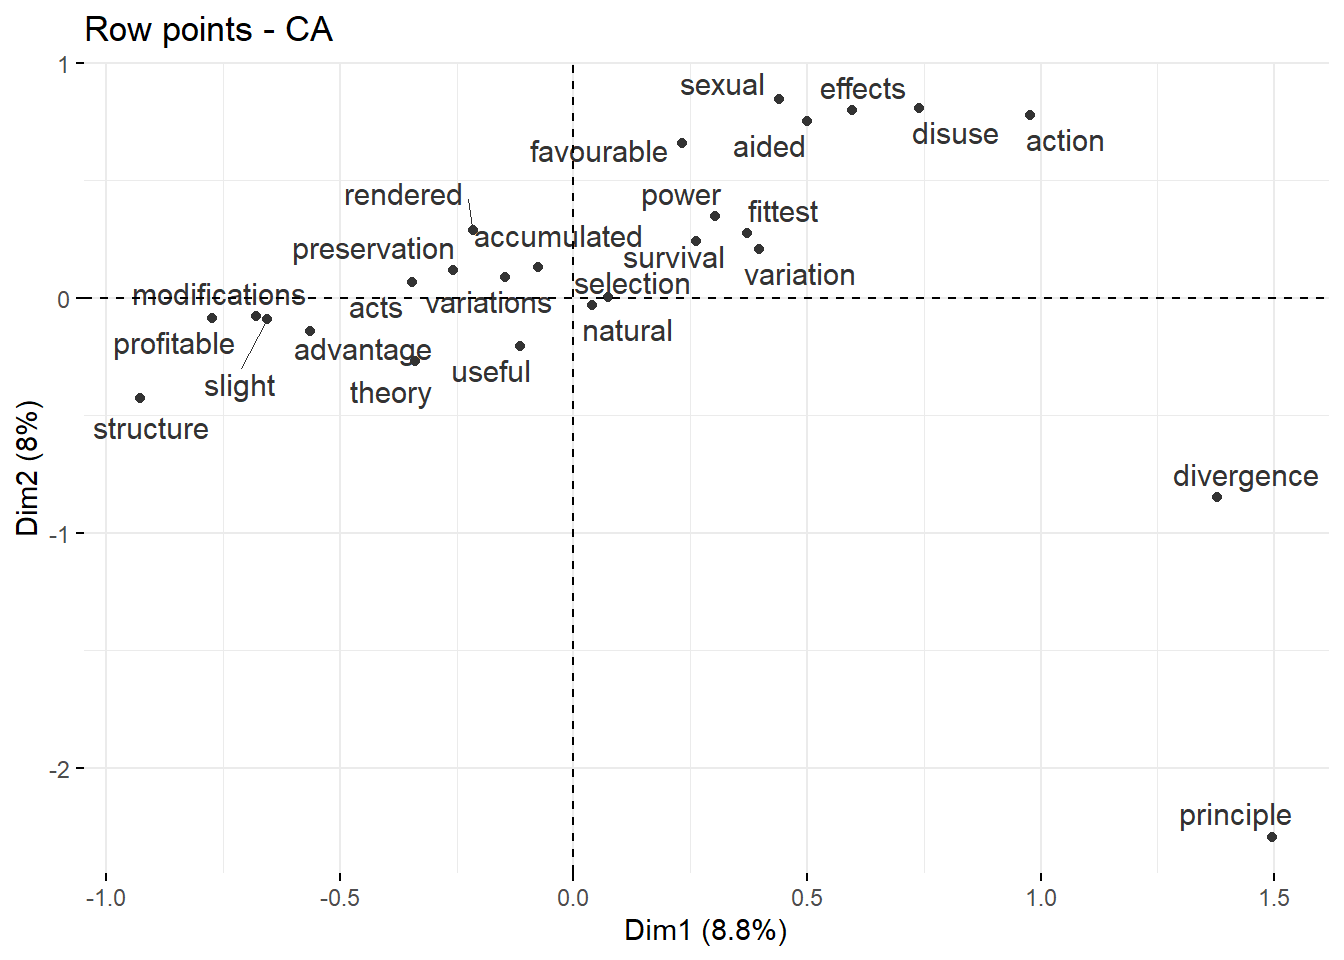 Row points - CA
1
sexual
effects
disuse
action
aided
favourable
rendered
power
fittest
accumulated
preservation
survival
variation
selection
modifications
0
acts
variations
natural
profitable
advantage
useful
slight
theory
structure
divergence
-1
-2
principle
-1.0
-0.5
0.0
0.5
1.0
1.5
Dim1 (8.8%)
Dim2 (8%)